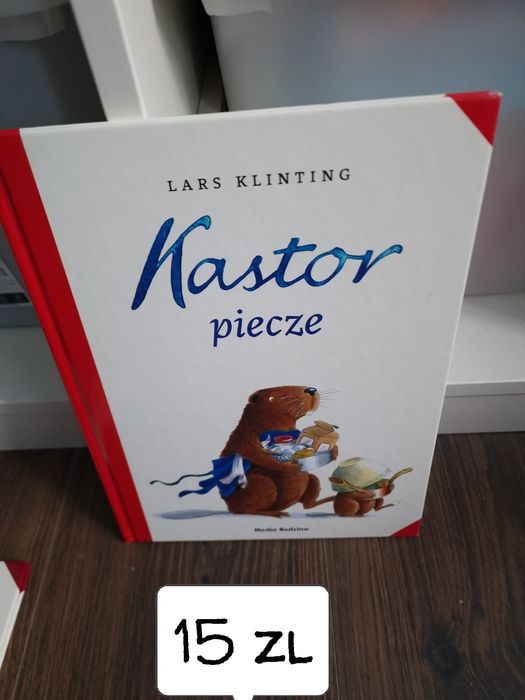 LARS KLINTING
Kastor
piecze
Media Rodzina
15 ZL